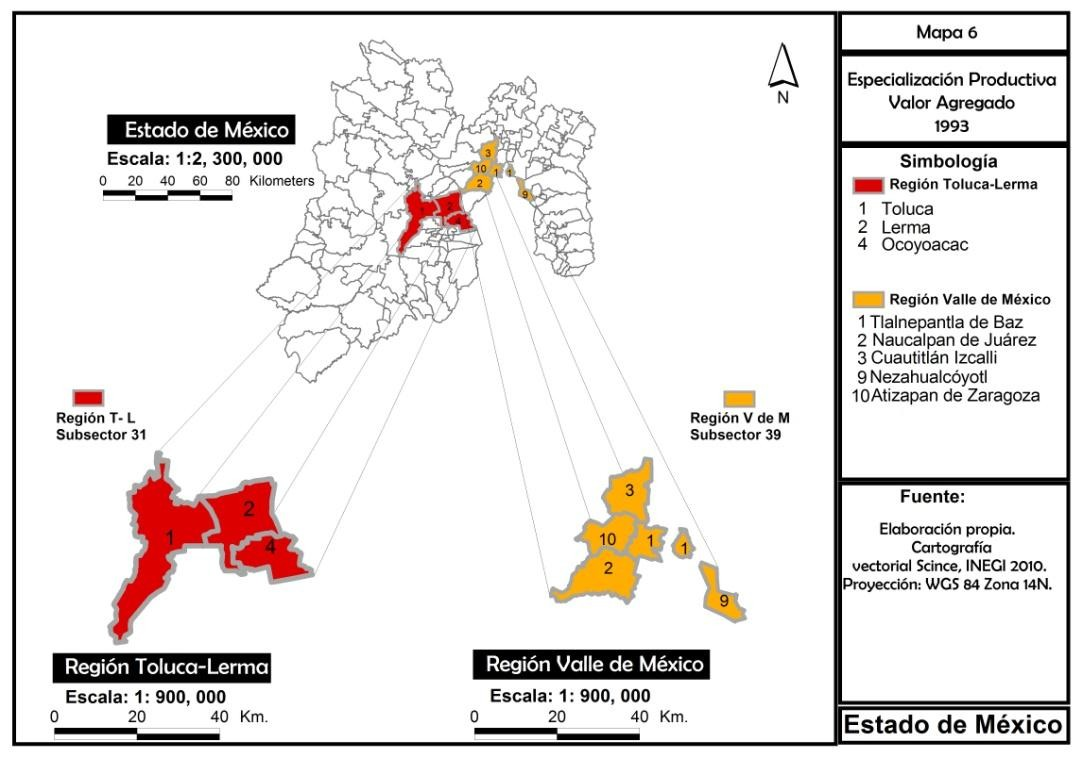 Mapa 6
Especialización Productiva
Valor Agregado
1993
Simbología
Región Toluca-Lerma
1 Toluca
2 Lerma
4 Ocoyoacac
Región Valle de México
1 Tlalnepantla de Baz
2 Naucalpan de Juárez
3 Cuautitlán Izcalli
9 Nezahualcóyotl
10 Atizapan de Zaragoza
Fuente:
Elaboración propia.
Cartografía
vectorial Scince, INEGI 2010.
Proyección: WGS 84 Zona 14N.
Estado de México
N
Estado de México
Escala: 1:2, 300, 000
0 20 40 60 80 Kilometers
3
10
1
1
2
9
2
Región T- L
Subsector 31
Región V de M
Subsector 39
1
2
4
3
10
1
1
2
9
Región Toluca-Lerma
Escala: 1: 900, 000
0 20 40 Km.
Región Valle de México
Escala: 1: 900, 000
0 20 40 Km.